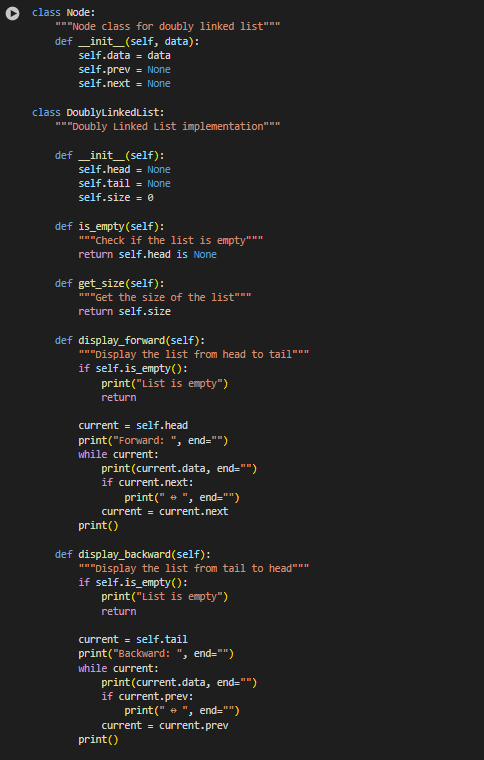 class Node:
    """Node class for doubly linked list"""
    def __init__(self, data):
        self.data = data
        self.prev = None
        self.next = None

class DoublyLinkedList:
    """Doubly Linked List implementation"""

    def __init__(self):
        self.head = None
        self.tail = None
        self.size = 0

    def is_empty(self):
        """Check if the list is empty"""
        return self.head is None

    def get_size(self):
        """Get the size of the list"""
        return self.size

    def display_forward(self):
        """Display the list from head to tail"""
        if self.is_empty():
            print("List is empty")
            return

        current = self.head
        print("Forward: ", end="")
        while current:
            print(current.data, end="")
            if current.next:
                print(" ↔ ", end="")
            current = current.next
        print()

    def display_backward(self):
        """Display the list from tail to head"""
        if self.is_empty():
            print("List is empty")
            return

        current = self.tail
        print("Backward: ", end="")
        while current:
            print(current.data, end="")
            if current.prev:
                print(" ↔ ", end="")
            current = current.prev
        print()